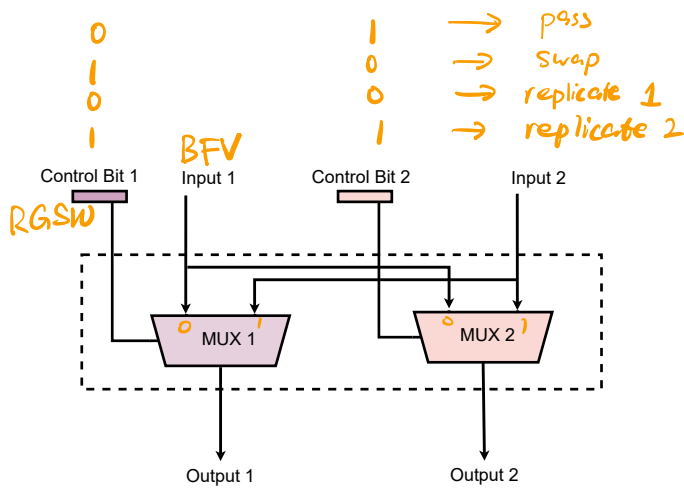 0 1 → pass
1 0 → swap
0 0 → replicate 1
1 1 → replicate 2
BFV
Control Bit 1 Input 1 Control Bit 2 Input 2
RGSW
0 1 0 1
MUX 1 MUX 2
Output 1 Output 2